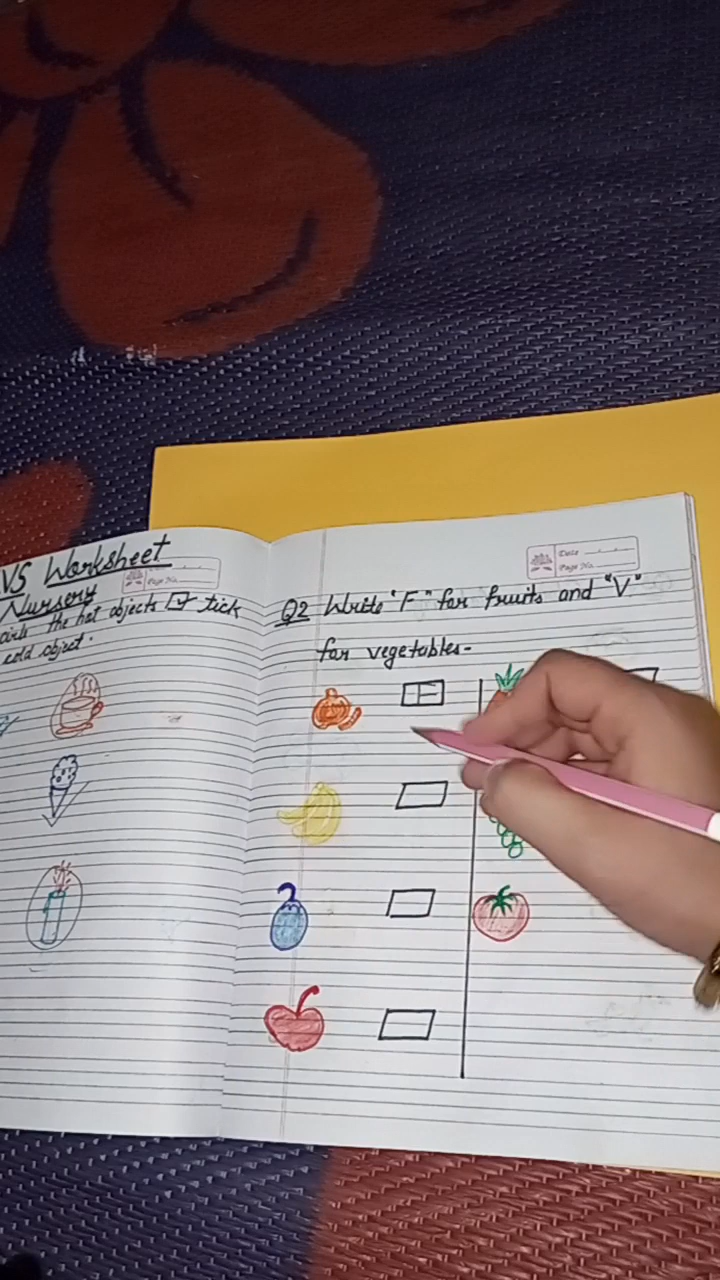 VS Worksheet
Nursery
the hot objects ☑ tick
cold object.
Page No.
Q2 Write "F" for fruits and "V"
for vegetables-
Date
Page No.
F